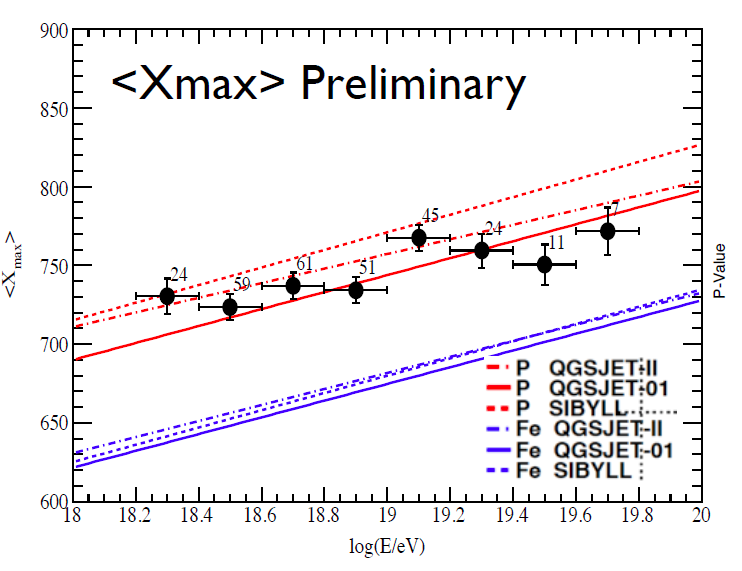 <Xmax> Preliminary
900
850
800
750
700
650
600
<Xmax>
P-Value
24
59
61
51
45
24
11
7
P QGSJET-II
P QGSJET-01
P SIBYLL
Fe QGSJET-II
Fe QGSJET-01
Fe SIBYLL
18 18.2 18.4 18.6 18.8 19 19.2 19.4 19.6 19.8 20
log(E/eV)